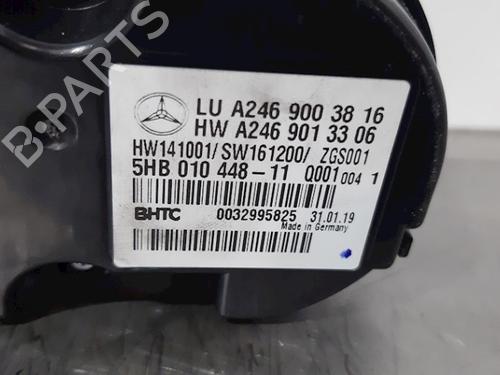 B-PARTS
LU A246 900 38 16
HW A246 901 33 06
HW141001/ SW161200/ ZGS001
5HB 010 448-11 Q001 004 1
BHTC 0032995825 31.01.19
Made in Germany